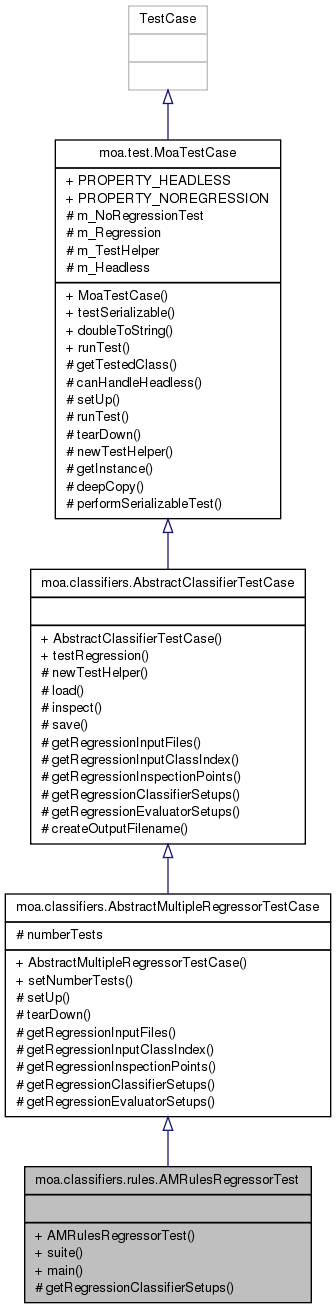 TestCase
moa.test.MoaTestCase
+ PROPERTY_HEADLESS
+ PROPERTY_NOREGRESSION
# m_NoRegressionTest
# m_Regression
# m_TestHelper
# m_Headless
+ MoaTestCase()
+ testSerializable()
+ doubleToString()
+ runTest()
# getTestedClass()
# canHandleHeadless()
# setUp()
# runTest()
# tearDown()
# newTestHelper()
# getInstance()
# deepCopy()
# performSerializableTest()
moa.classifiers.AbstractClassifierTestCase
+ AbstractClassifierTestCase()
+ testRegression()
# newTestHelper()
# load()
# inspect()
# save()
# getRegressionInputFiles()
# getRegressionInputClassIndex()
# getRegressionInspectionPoints()
# getRegressionClassifierSetups()
# getRegressionEvaluatorSetups()
# createOutputFilename()
moa.classifiers.AbstractMultipleRegressorTestCase
# numberTests
+ AbstractMultipleRegressorTestCase()
+ setNumberTests()
# setUp()
# tearDown()
# getRegressionInputFiles()
# getRegressionInputClassIndex()
# getRegressionInspectionPoints()
# getRegressionClassifierSetups()
# getRegressionEvaluatorSetups()
moa.classifiers.rules.AMRulesRegressorTest
+ AMRulesRegressorTest()
+ suite()
+ main()
# getRegressionClassifierSetups()